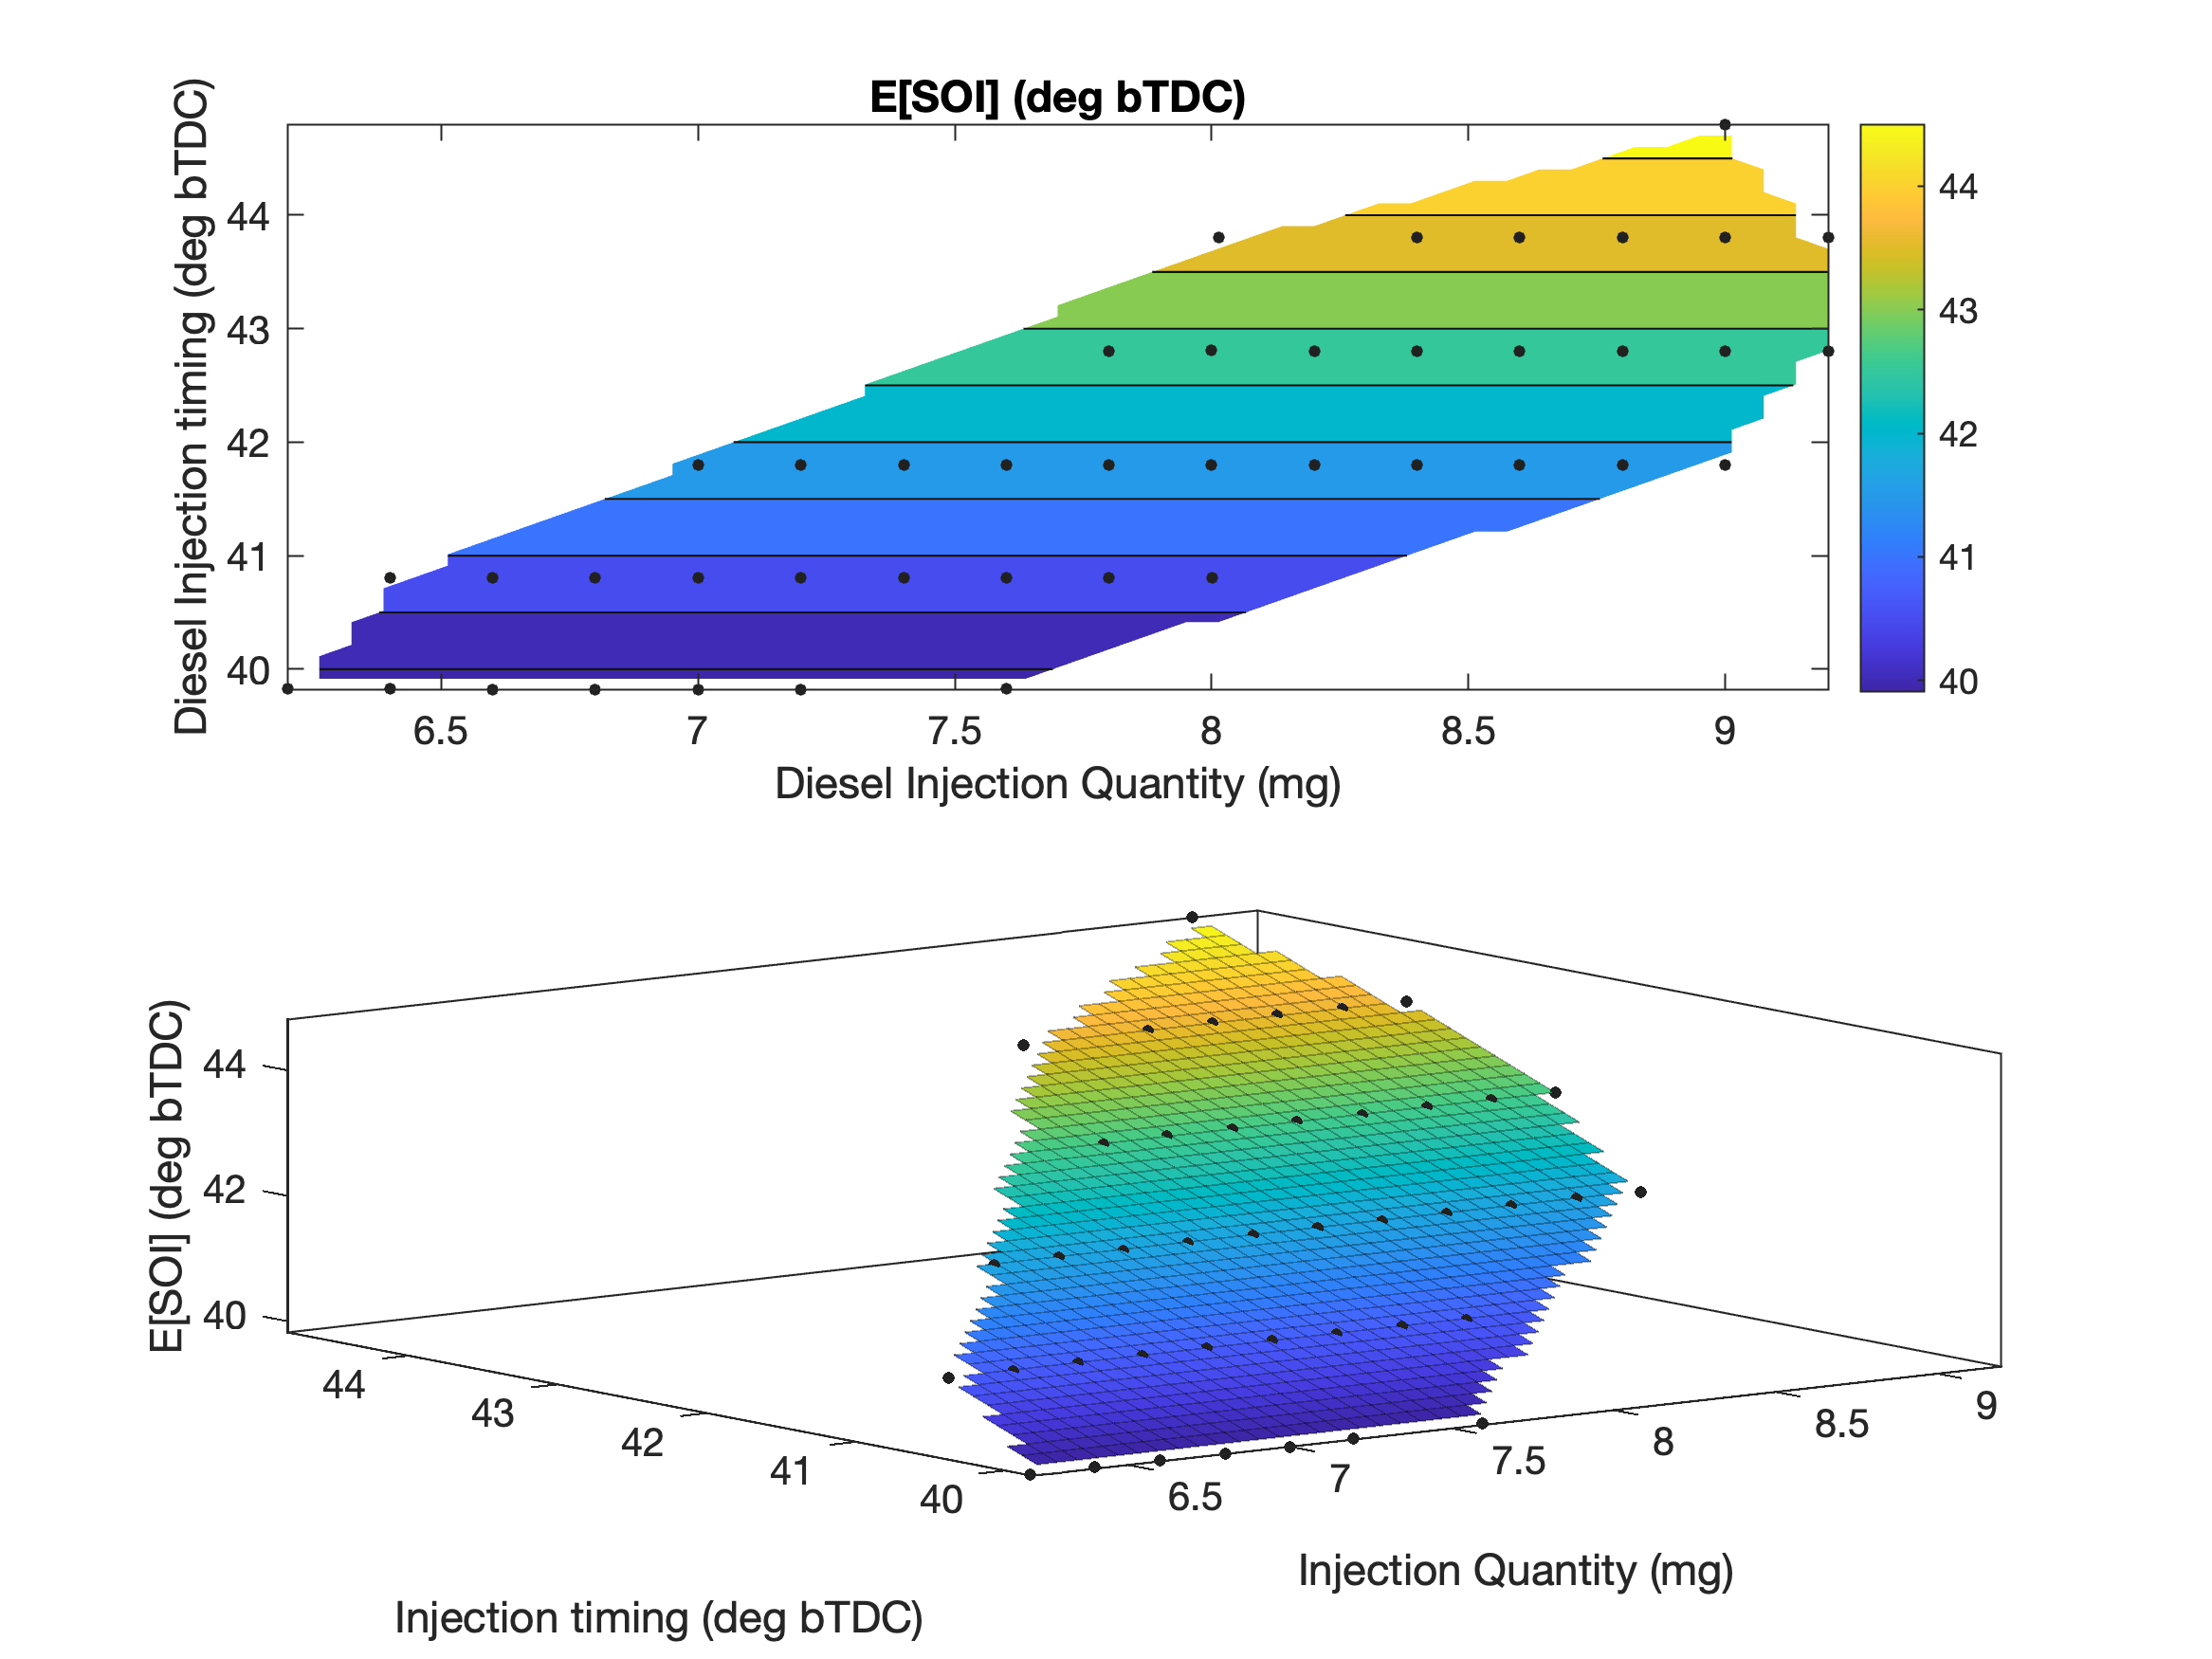 E[SOI] (deg bTDC)
Diesel Injection timing (deg bTDC)
44
43
42
41
40
6.5 7 7.5 8 8.5 9
Diesel Injection Quantity (mg)
44
43
42
41
40
E[SOI] (deg bTDC)
44
42
40
44 43 42 41 40
6.5 7 7.5 8 8.5 9
Injection Quantity (mg)
Injection timing (deg bTDC)